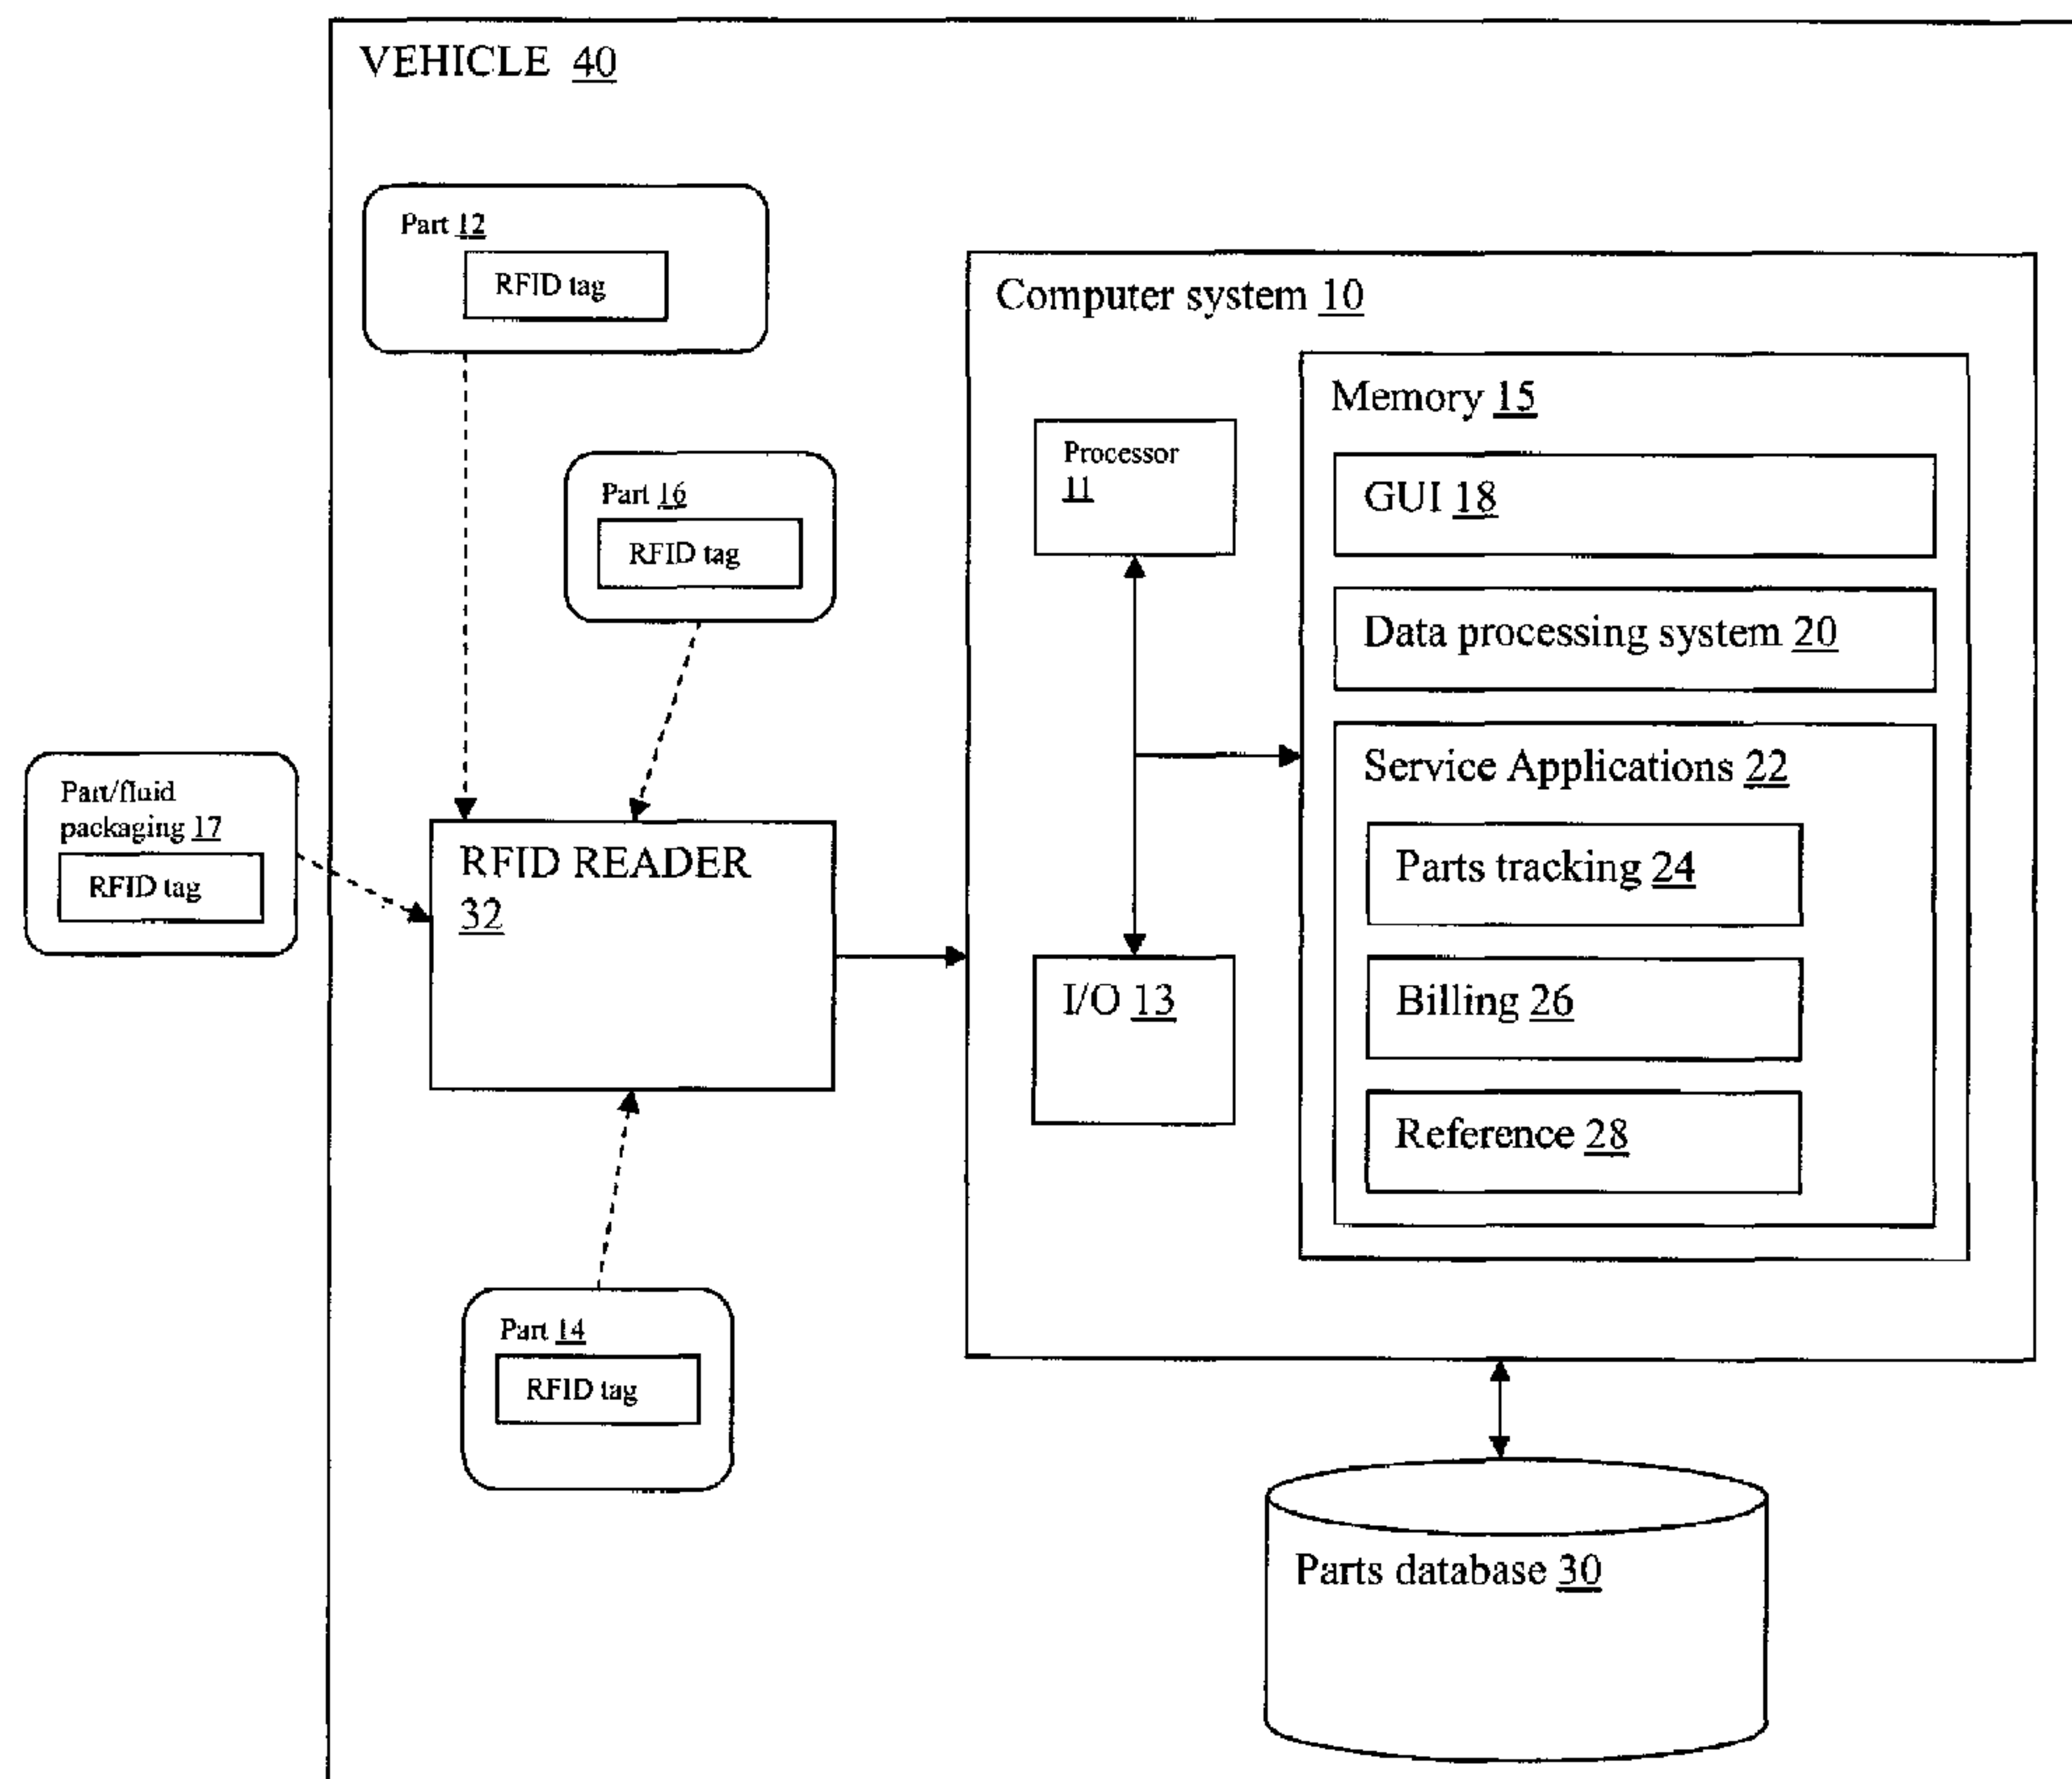 VEHICLE 40
Part 12
RFID tag
Part 16
RFID tag
Part/fluid
packaging 17
RFID tag
RFID READER
32
Part 14
RFID tag
Computer system 10
Processor
11
I/O 13
Memory 15
GUI 18
Data processing system 20
Service Applications 22
Parts tracking 24
Billing 26
Reference 28
Parts database 30